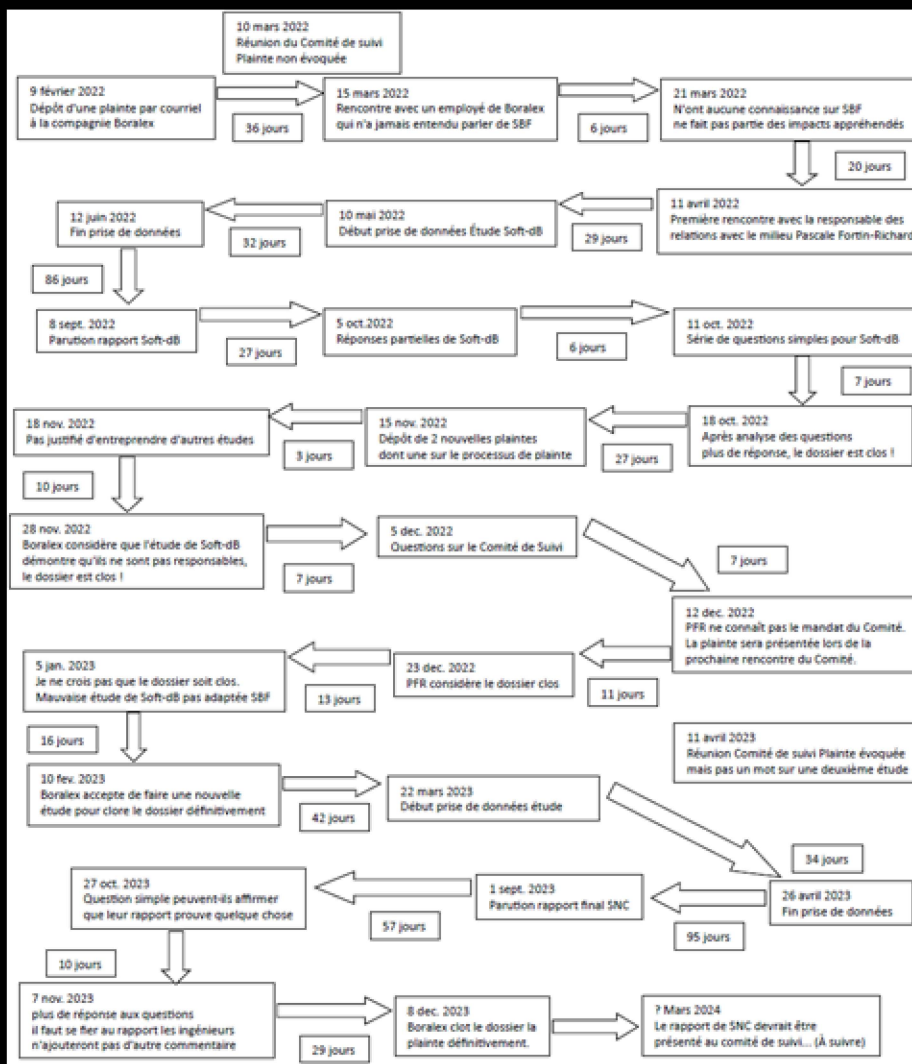 10 mars 2022
Réunion du Comité de suivi
Plainte non évoquée
9 février 2022
Dépôt d'une plainte par courriel
à la compagnie Boralex
36 jours
15 mars 2022
Rencontre avec un employé de Boralex
qui n'a jamais entendu parler de SBF
6 jours
21 mars 2022
N'ont aucune connaissance sur SBF
ne fait pas partie des impacts appréhendés
20 jours
11 avril 2022
Première rencontre avec la responsable des
relations avec le milieu Pascale Fortin-Richard
29 jours
10 mai 2022
Début prise de données Étude Soft-dB
32 jours
12 juin 2022
Fin prise de données
86 jours
8 sept. 2022
Parution rapport Soft-dB
27 jours
5 oct.2022
Réponses partielles de Soft-dB
6 jours
11 oct. 2022
Série de questions simples pour Soft-dB
7 jours
18 oct. 2022
Après analyse des questions
plus de réponse, le dossier est clos !
27 jours
15 nov. 2022
Dépôt de 2 nouvelles plaintes
dont une sur le processus de plainte
3 jours
18 nov. 2022
Pas justifié d'entreprendre d'autres études
10 jours
28 nov. 2022
Boralex considère que l'étude de Soft-dB
démontre qu'ils ne sont pas responsables,
le dossier est clos !
7 jours
5 dec. 2022
Questions sur le Comité de Suivi
7 jours
12 dec. 2022
PFR ne connaît pas le mandat du Comité.
La plainte sera présentée lors de la
prochaine rencontre du Comité.
11 jours
23 dec. 2022
PFR considère le dossier clos
13 jours
5 jan. 2023
Je ne crois pas que le dossier soit clos.
Mauvaise étude de Soft-dB pas adaptée SBF
16 jours
10 fev. 2023
Boralex accepte de faire une nouvelle
étude pour clore le dossier définitivement
42 jours
22 mars 2023
Début prise de données étude
11 avril 2023
Réunion Comité de suivi Plainte évoquée
mais pas un mot sur une deuxième étude
34 jours
26 avril 2023
Fin prise de données
95 jours
1 sept. 2023
Parution rapport final SNC
57 jours
27 oct. 2023
Question simple peuvent-ils affirmer
que leur rapport prouve quelque chose
10 jours
7 nov. 2023
plus de réponse aux questions
il faut se fier au rapport les ingénieurs
n'ajouteront pas d'autre commentaire
29 jours
8 dec. 2023
Boralex clot le dossier la
plainte définitivement.
? Mars 2024
Le rapport de SNC devrait être
présenté au comité de suivi... (À suivre)